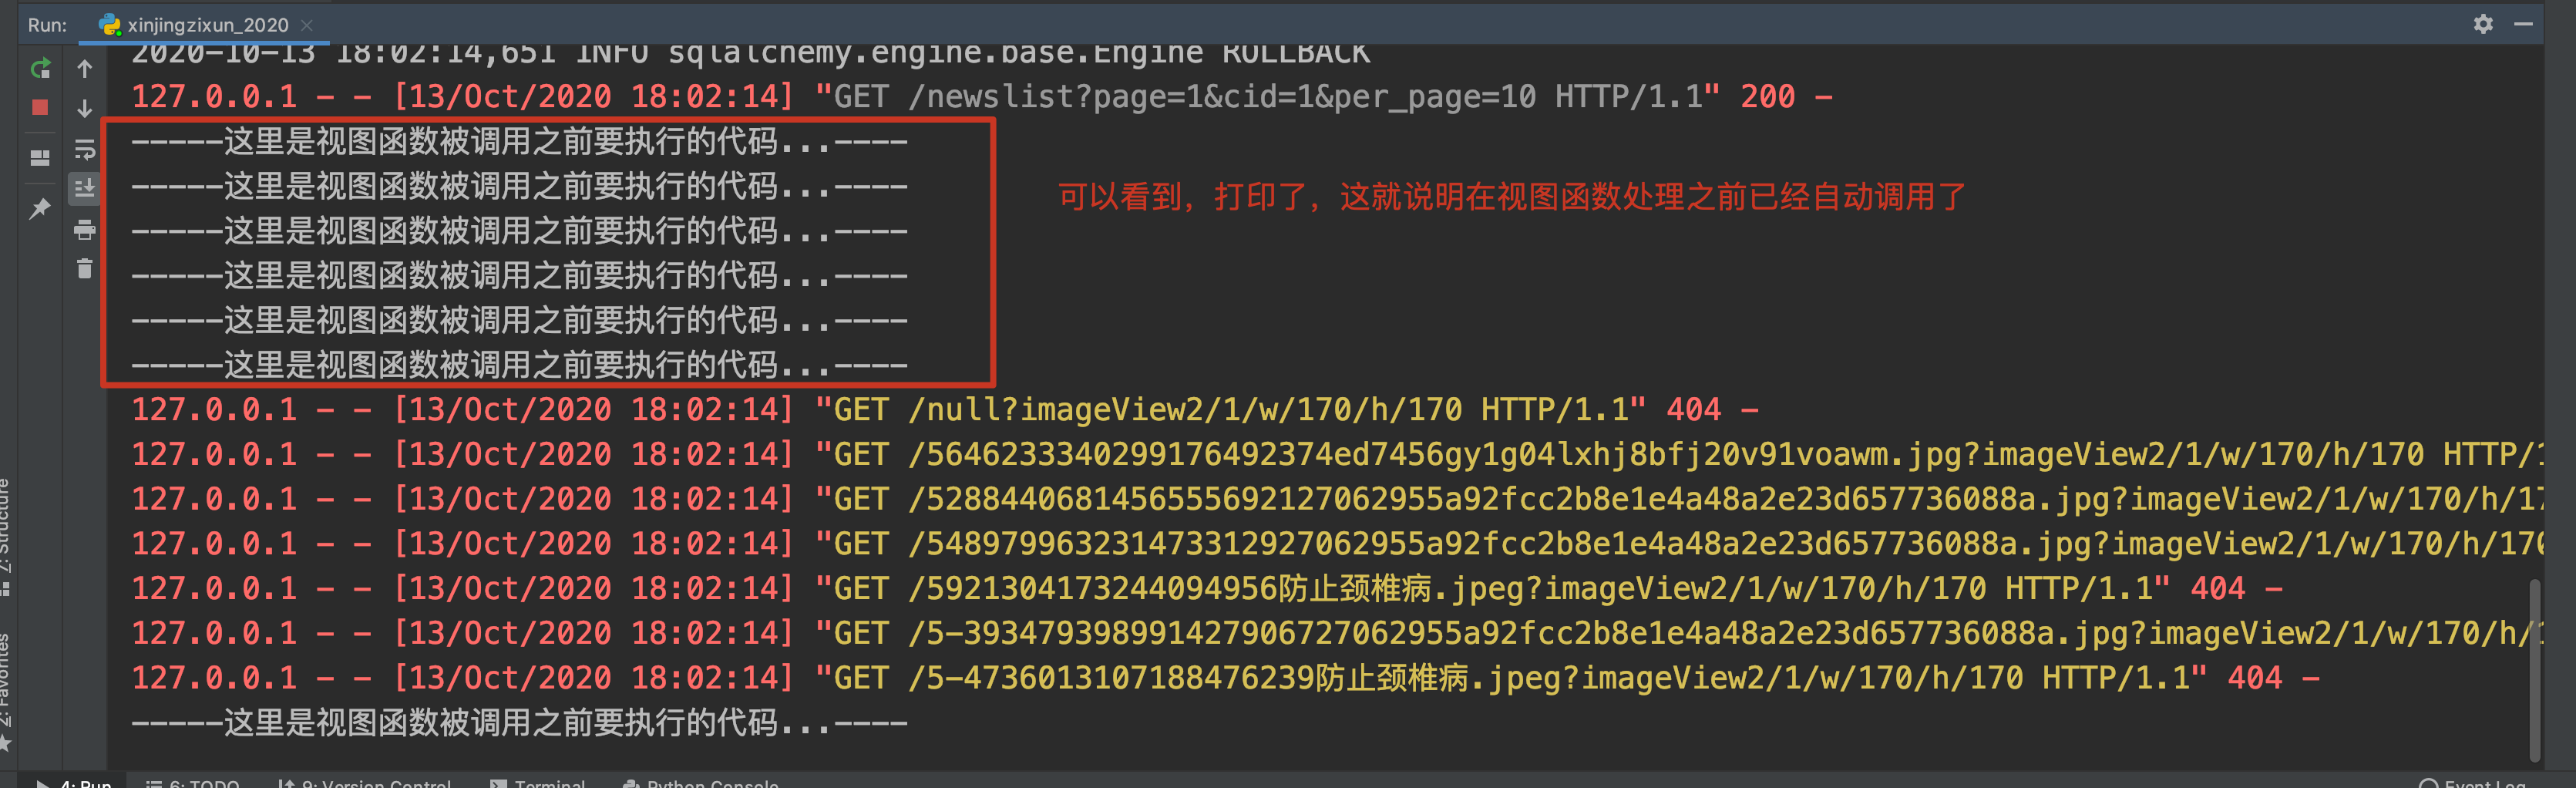 Run: xinjingzixun_2020
2020-10-13 18:02:14,651 INFO sqlalchemy.engine.base.Engine ROLLBACK
127.0.0.1 - - [13/Oct/2020 18:02:14] "GET /newslist?page=1&cid=1&per_page=10 HTTP/1.1" 200 -
-----这里是视图函数被调用之前要执行的代码...----
-----这里是视图函数被调用之前要执行的代码...----
可以看到，打印了，这就说明在视图函数处理之前已经自动调用了
-----这里是视图函数被调用之前要执行的代码...----
-----这里是视图函数被调用之前要执行的代码...----
-----这里是视图函数被调用之前要执行的代码...----
-----这里是视图函数被调用之前要执行的代码...----
127.0.0.1 - - [13/Oct/2020 18:02:14] "GET /null?imageView2/1/w/170/h/170 HTTP/1.1" 404 -
127.0.0.1 - - [13/Oct/2020 18:02:14] "GET /5646233340299176492374ed7456gy1g04lxhj8bfj20v91voawm.jpg?imageView2/1/w/170/h/170 HTTP/1
127.0.0.1 - - [13/Oct/2020 18:02:14] "GET /5288440681456555692127062955a92fcc2b8e1e4a48a2e23d657736088a.jpg?imageView2/1/w/170/h/17
127.0.0.1 - - [13/Oct/2020 18:02:14] "GET /548979963231473312927062955a92fcc2b8e1e4a48a2e23d657736088a.jpg?imageView2/1/w/170/h/170
127.0.0.1 - - [13/Oct/2020 18:02:14] "GET /5921304173244094956防止颈椎病.jpeg?imageView2/1/w/170/h/170 HTTP/1.1" 404 -
127.0.0.1 - - [13/Oct/2020 18:02:14] "GET /5-393479398991427906727062955a92fcc2b8e1e4a48a2e23d657736088a.jpg?imageView2/1/w/170/h/1
127.0.0.1 - - [13/Oct/2020 18:02:14] "GET /5-4736013107188476239防止颈椎病.jpeg?imageView2/1/w/170/h/170 HTTP/1.1" 404 -
-----这里是视图函数被调用之前要执行的代码...----
7: Structure
2: Favorites
4: Run 6: TODO 9: Version Control Terminal Python Console Event Log